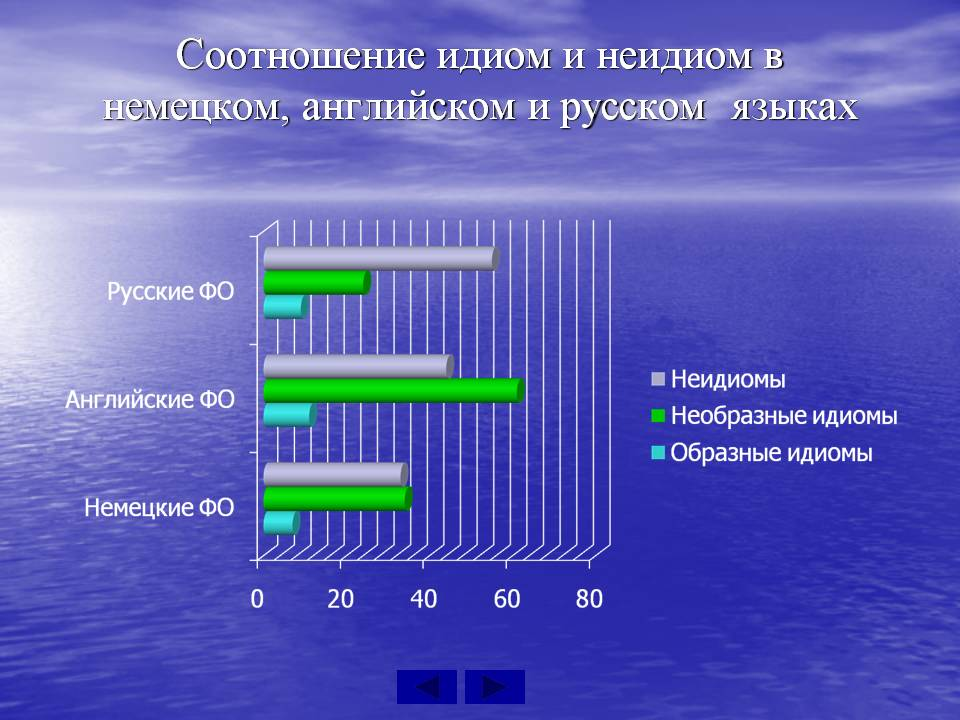 Соотношение идиом и неидиом в
немецком, английском и русском языках
Русские ФО
Английские ФО
Немецкие ФО
0 20 40 60 80
Неидиомы
Необразные идиомы
Образные идиомы